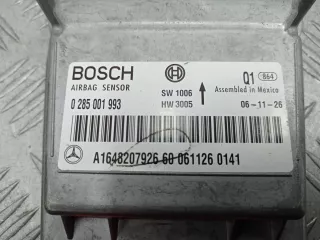 BOSCH
AIRBAG SENSOR
0 285 001 993
SW 1006
HW 3005
Q1 864
Assembled in Mexico
06-11-26
A1648207926 60 061126 0141